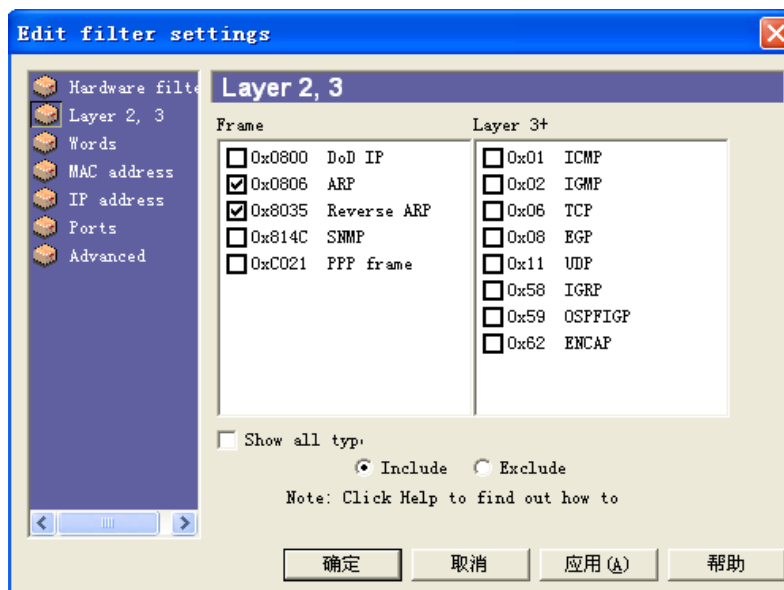 Edit filter settings
Hardware filte
Layer 2, 3
Words
MAC address
IP address
Ports
Advanced
Layer 2, 3
Frame
0x0800 DoD IP
0x0806 ARP
0x8035 Reverse ARP
0x814C SNMP
0xC021 PPP frame
Layer 3+
0x01 ICMP
0x02 IGMP
0x06 TCP
0x08 EGP
0x11 UDP
0x58 IGRP
0x59 OSPFIGP
0x62 ENCAP
Show all typ
Include Exclude
Note: Click Help to find out how to
确定 取消 应用(A) 帮助